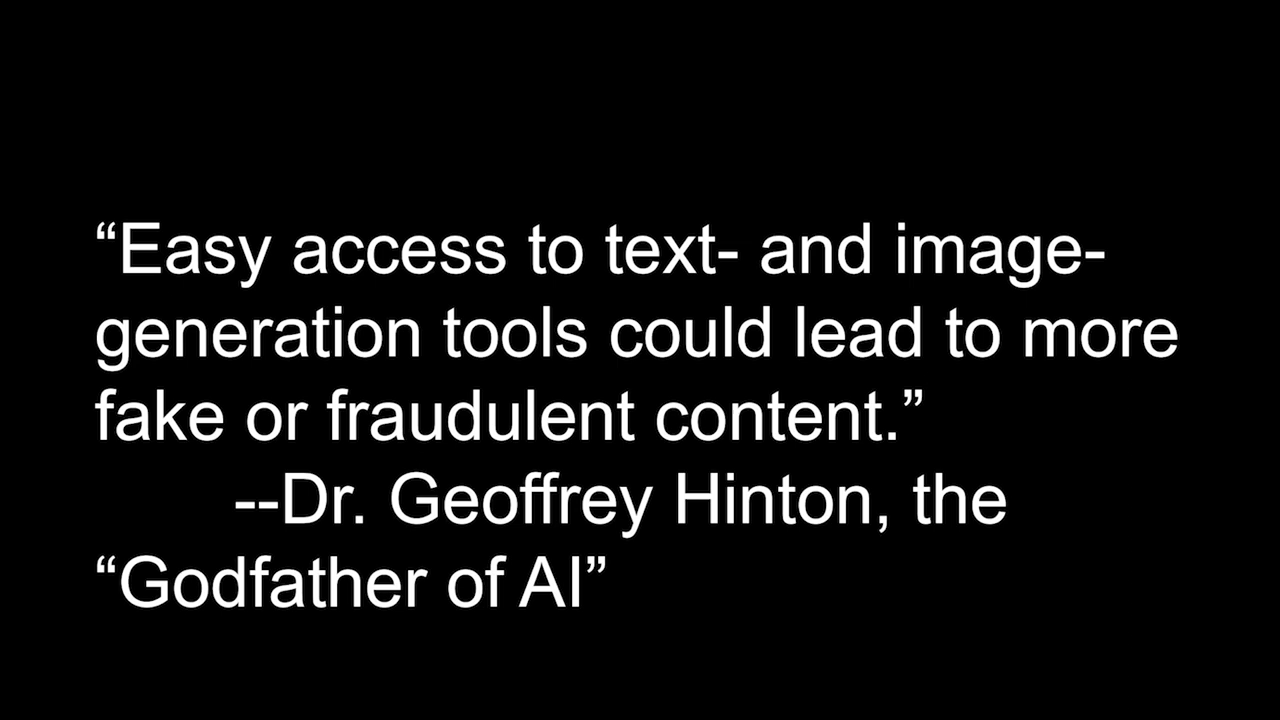 “Easy access to text- and image-
generation tools could lead to more
fake or fraudulent content.”
--Dr. Geoffrey Hinton, the
“Godfather of AI”